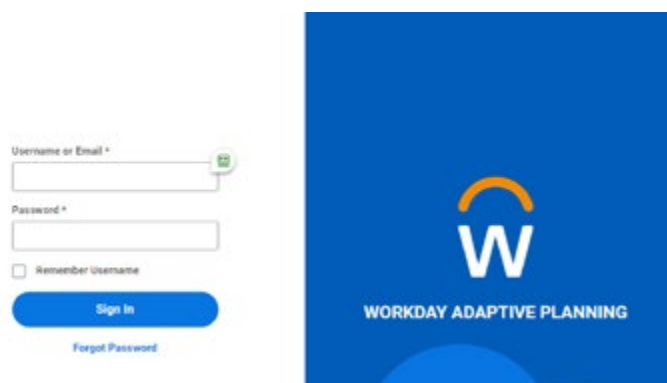 Username or Email *
Password *
Remember Username
Sign In
Forgot Password
W
WORKDAY ADAPTIVE PLANNING